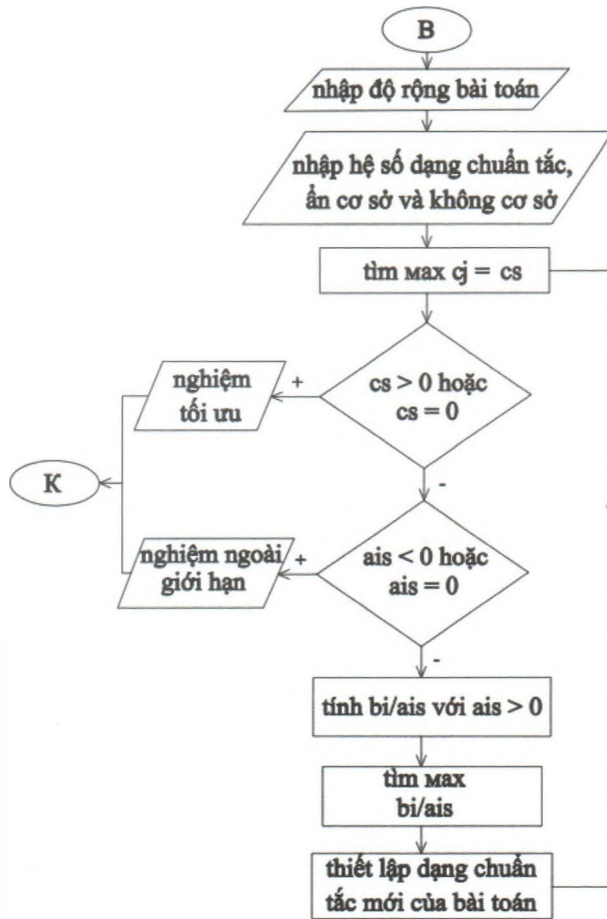 B
nhập độ rộng bài toán
nhập hệ số dạng chuẩn tắc,
ẩn cơ sở và không cơ sở
tìm мax cj = cs
nghiệm
tối ưu
+
cs > 0 hoặc
cs = 0
K
-
nghiệm ngoài
giới hạn
+
ais < 0 hoặc
ais = 0
-
tính bi/ais với ais > 0
tìm мax
bi/ais
thiết lập dạng chuẩn
tắc mới của bài toán